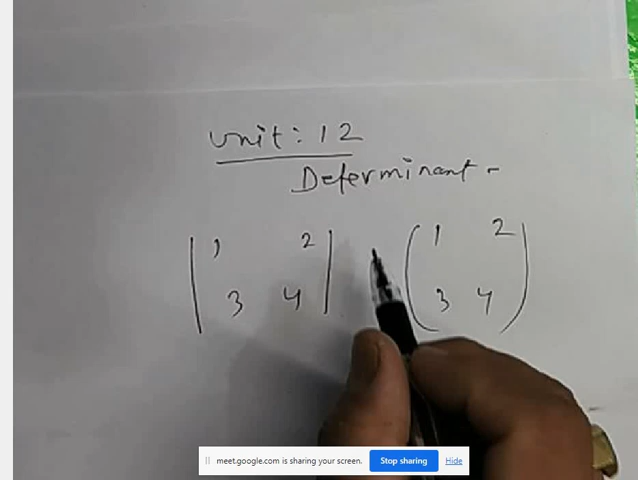 Unit: 12
Determinant -
| 1 2 | ( 1 2 )
| 3 4 | ( 3 4 )
meet.google.com is sharing your screen. Stop sharing Hide